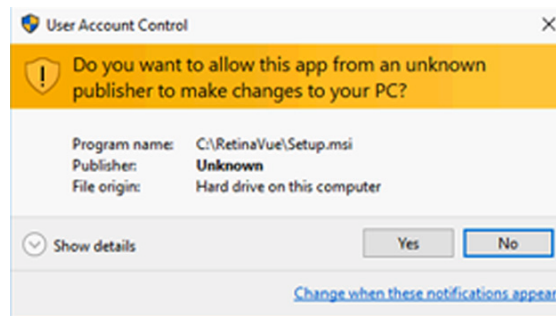 User Account Control
Do you want to allow this app from an unknown
publisher to make changes to your PC?
Program name: C:\RetinaVue\Setup.msi
Publisher: Unknown
File origin: Hard drive on this computer
Show details Yes No
Change when these notifications appear